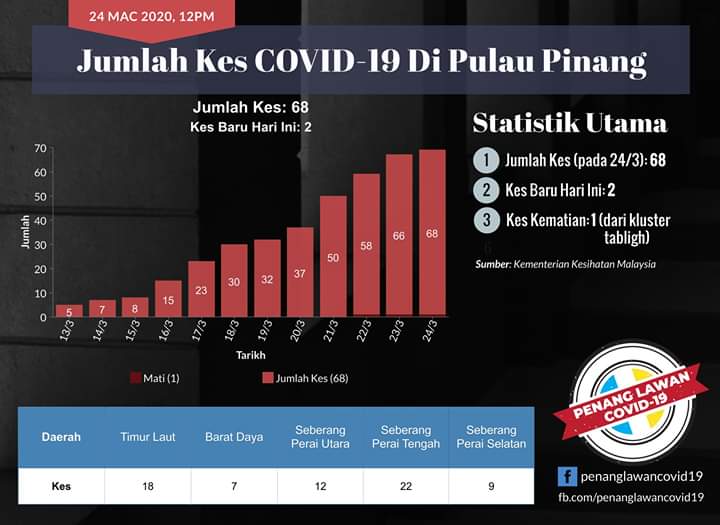 24 MAC 2020, 12PM
Jumlah Kes COVID-19 Di Pulau Pinang
Jumlah Kes: 68
Kes Baru Hari Ini: 2
Jumlah
70
60
50
40
30
20
10
0
5
7
8
15
23
30
32
37
50
58
66
68
13/3
14/3
15/3
16/3
17/3
18/3
19/3
20/3
21/3
22/3
23/3
24/3
Tarikh
Mati (1)
Jumlah Kes (68)
Statistik Utama
1 Jumlah Kes (pada 24/3): 68
2 Kes Baru Hari Ini: 2
3 Kes Kematian: 1 (dari kluster
tabligh)
6
Sumber: Kementerian Kesihatan Malaysia
PENANG LAWAN
COVID-19
Daerah Timur Laut Barat Daya Seberang Perai Utara Seberang Perai Tengah Seberang Perai Selatan
Kes 18 7 12 22 9
f penanglawancovid19
fb.com/penanglawancovid19